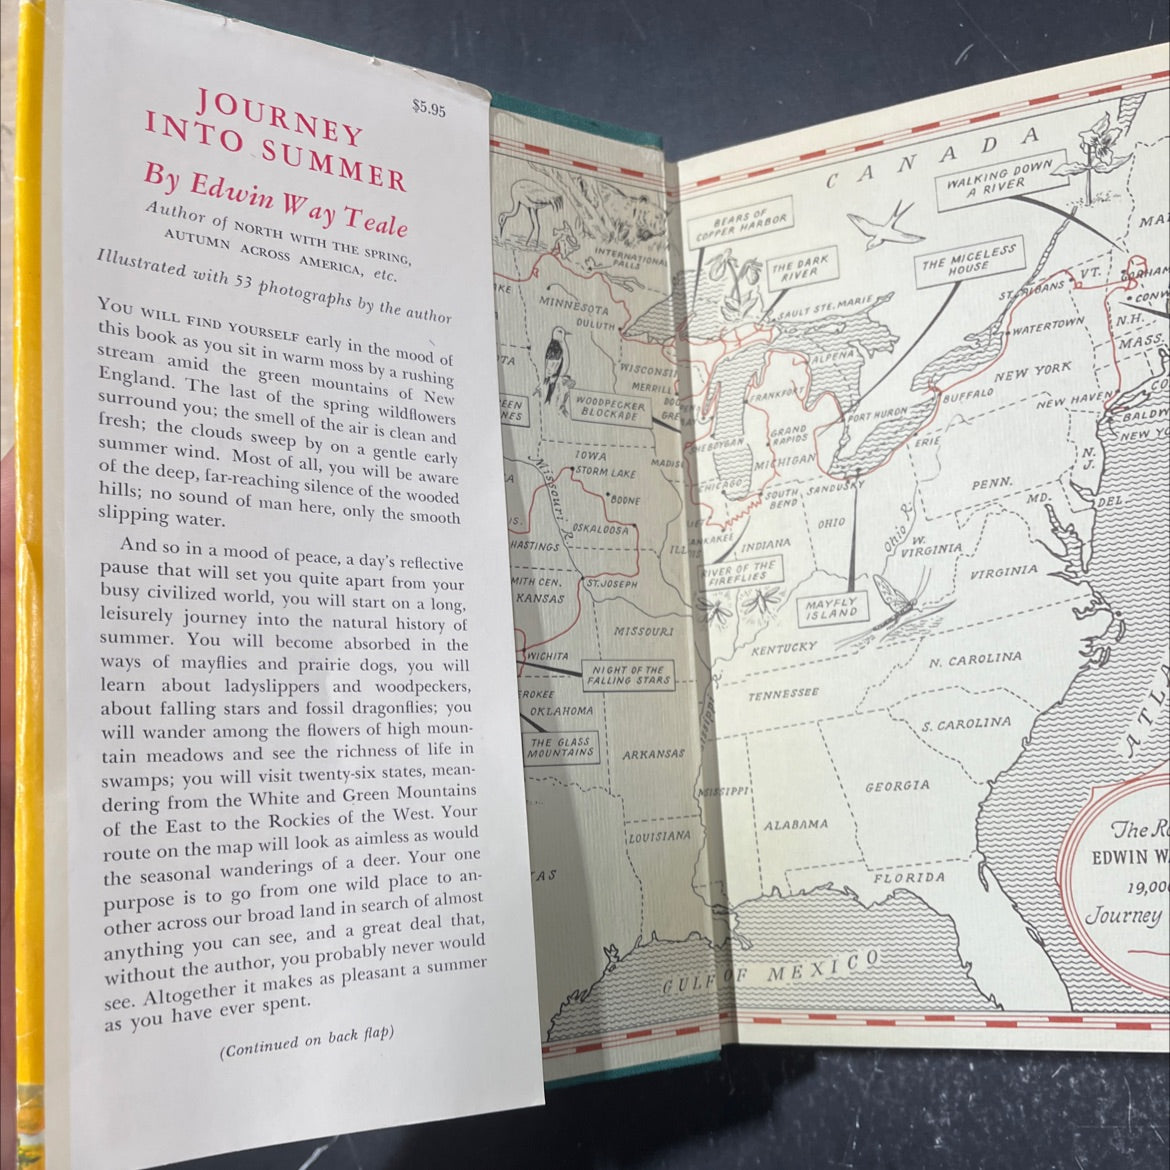 $5.95
JOURNEY
INTO SUMMER
By Edwin Way Teale
Author of NORTH WITH THE SPRING,
AUTUMN ACROSS AMERICA, etc.
Illustrated with 53 photographs by the author
YOU WILL FIND YOURSELF early in the mood of
this book as you sit in warm moss by a rushing
stream amid the green mountains of New
England. The last of the spring wildflowers
surround you; the smell of the air is clean and
fresh; the clouds sweep by on a gentle early
summer wind. Most of all, you will be aware
of the deep, far-reaching silence of the wooded
hills; no sound of man here, only the smooth
slipping water.
And so in a mood of peace, a day's reflective
pause that will set you quite apart from your
busy civilized world, you will start on a long,
leisurely journey into the natural history of
summer. You will become absorbed in the
ways of mayflies and prairie dogs, you will
learn about ladyslippers and woodpeckers,
about falling stars and fossil dragonflies; you
will wander among the flowers of high moun-
tain meadows and see the richness of life in
swamps; you will visit twenty-six states, mean-
dering from the White and Green Mountains
of the East to the Rockies of the West. Your
route on the map will look as aimless as would
the seasonal wanderings of a deer. Your one
purpose is to go from one wild place to an-
other across our broad land in search of almost
anything you can see, and a great deal that,
without the author, you probably never would
see. Altogether it makes as pleasant a summer
as you have ever spent.
(Continued on back flap)
CANADA
WALKING DOWN
A RIVER
BEARS OF
COPPER HARBOR
THE DARK
RIVER
THE MICELESS
HOUSE
INTERNATIONAL
FALLS
MINNESOTA
DULUTH
SAULT STE. MARIE
ST. ALBANS
VT.
N.H.
MASS.
WATERTOWN
NEW YORK
NEW HAVEN
BUFFALO
ALPENA
WISCONSIN
MERRILL
FRANKFORT
PORT HURON
WOODPECKER
BLOCKADE
GRAND
RAPIDS
MICHIGAN
SHEBOYGAN
ERIE
PENN.
N.
J.
MD.
DEL.
IOWA
STORM LAKE
BOONE
OSKALOOSA
Missouri R.
CHICAGO
SOUTH
BEND
SANDUSKY
OHIO
Ohio R.
W.
VIRGINIA
VIRGINIA
INDIANA
HASTINGS
RIVER OF THE
FIREFLIES
MAYFLY
ISLAND
KANSAS
ST. JOSEPH
MISSOURI
KENTUCKY
N. CAROLINA
WICHITA
NIGHT OF THE
FALLING STARS
TENNESSEE
S. CAROLINA
OKLAHOMA
THE GLASS
MOUNTAINS
ARKANSAS
MISSISSIPPI
ALABAMA
GEORGIA
LOUISIANA
FLORIDA
GULF OF MEXICO
EDWIN W
Journey